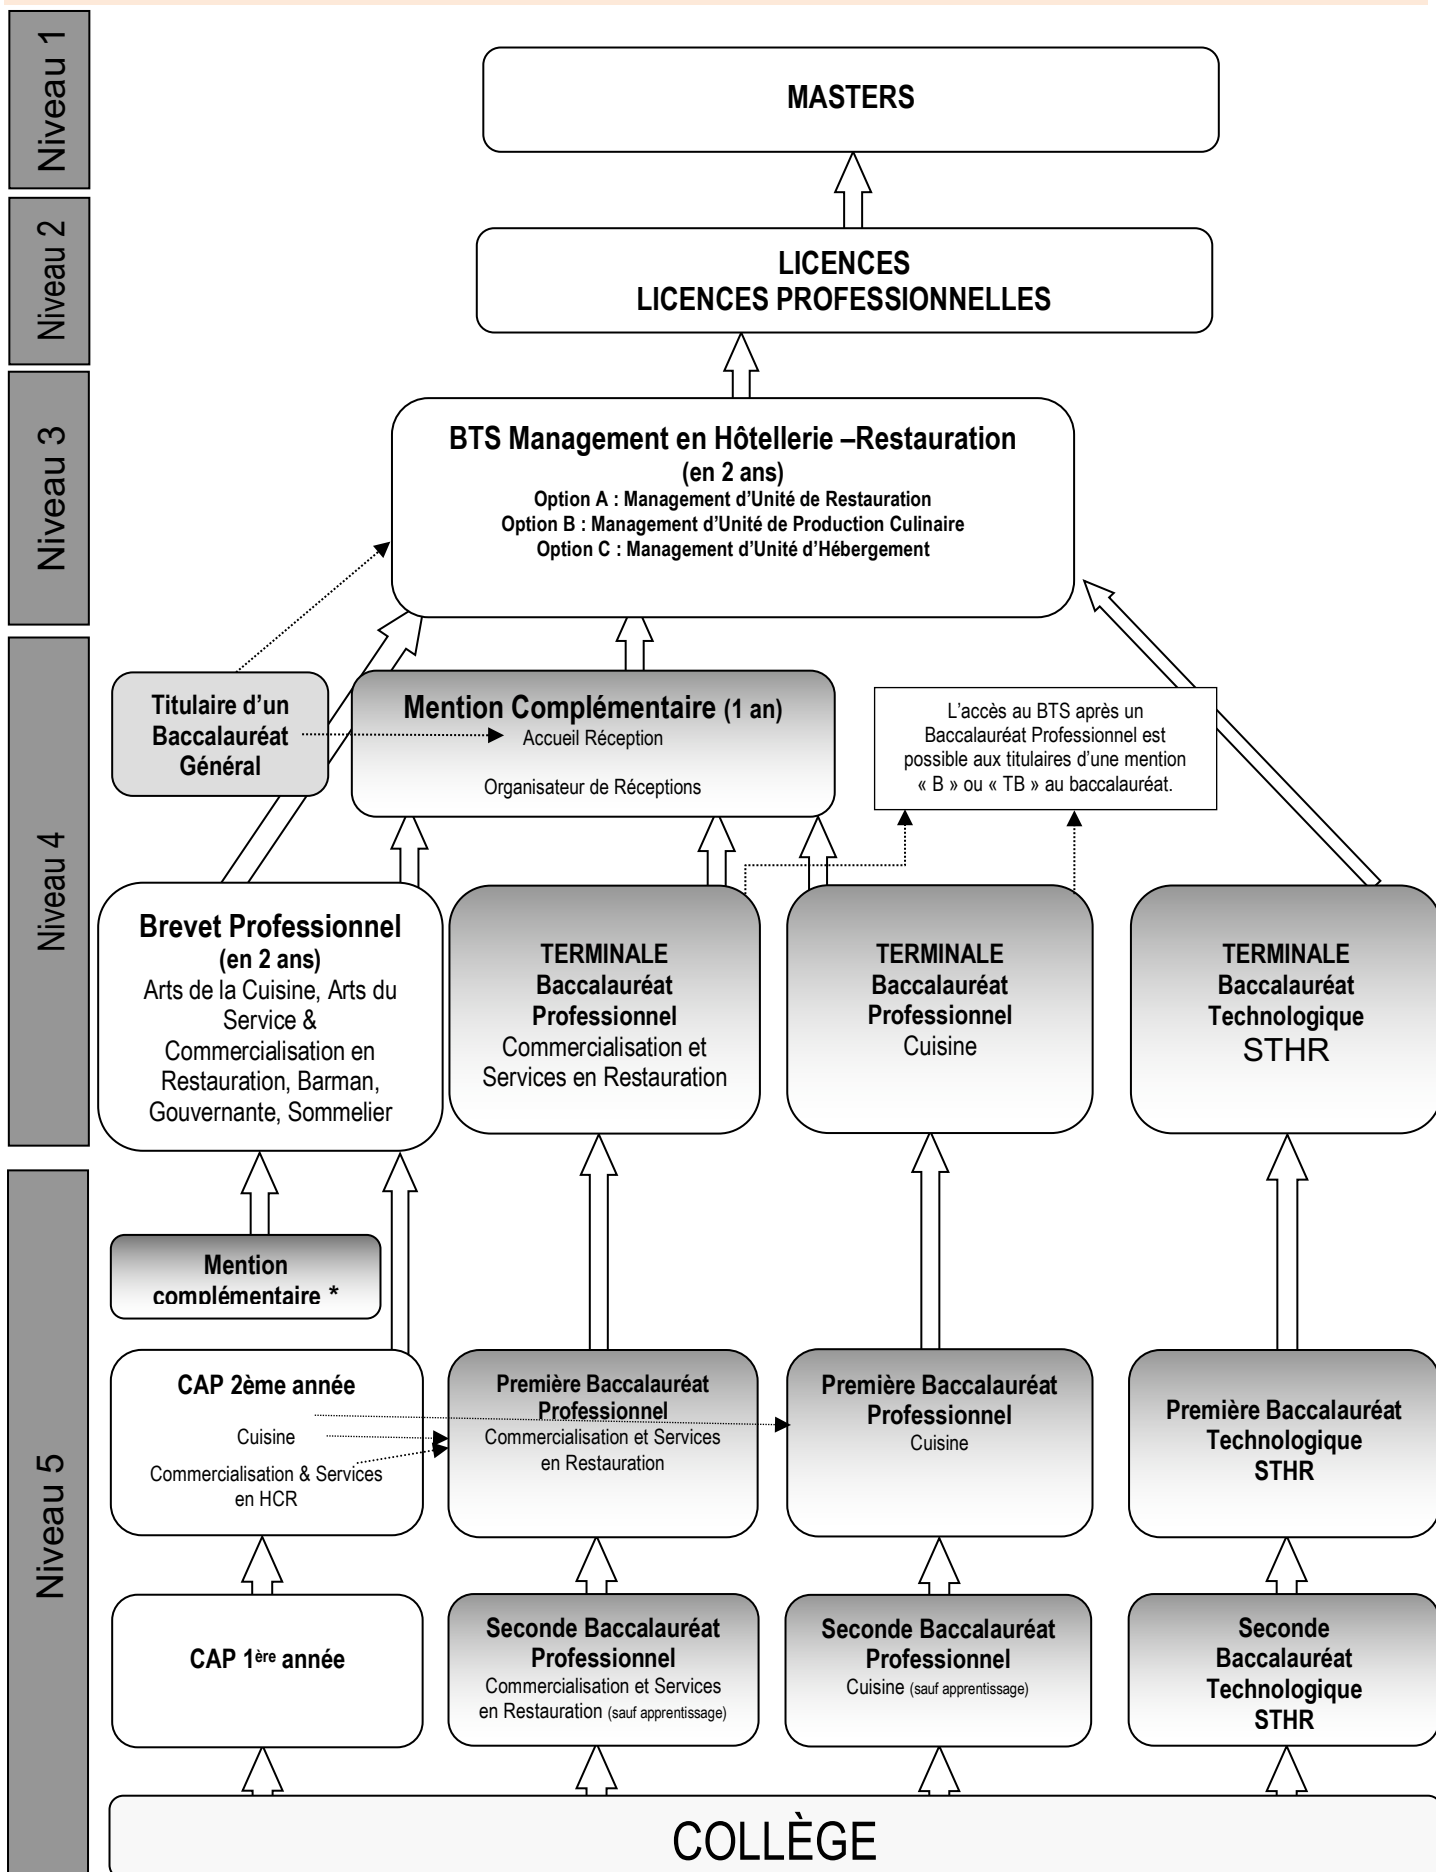 Niveau 1
MASTERS
Niveau 2
LICENCES
LICENCES PROFESSIONNELLES
Niveau 3
BTS Management en Hôtellerie –Restauration
(en 2 ans)
Option A : Management d’Unité de Restauration
Option B : Management d’Unité de Production Culinaire
Option C : Management d’Unité d’Hébergement
Niveau 4
Titulaire d’un
Baccalauréat
Général
Mention Complémentaire (1 an)
Accueil Réception
Organisateur de Réceptions
L’accès au BTS après un
Baccalauréat Professionnel est
possible aux titulaires d’une mention
« B » ou « TB » au baccalauréat.
Brevet Professionnel
(en 2 ans)
Arts de la Cuisine, Arts du
Service &
Commercialisation en
Restauration, Barman,
Gouvernante, Sommelier
TERMINALE
Baccalauréat
Professionnel
Commercialisation et
Services en Restauration
TERMINALE
Baccalauréat
Professionnel
Cuisine
TERMINALE
Baccalauréat
Technologique
STHR
Niveau 5
Mention
complémentaire *
CAP 2ème année
Cuisine
Commercialisation & Services
en HCR
Première Baccalauréat
Professionnel
Commercialisation et Services
en Restauration
Première Baccalauréat
Professionnel
Cuisine
Première Baccalauréat
Technologique
STHR
CAP 1ère année
Seconde Baccalauréat
Professionnel
Commercialisation et Services
en Restauration (sauf apprentissage)
Seconde Baccalauréat
Professionnel
Cuisine (sauf apprentissage)
Seconde
Baccalauréat
Technologique
STHR
COLLÈGE